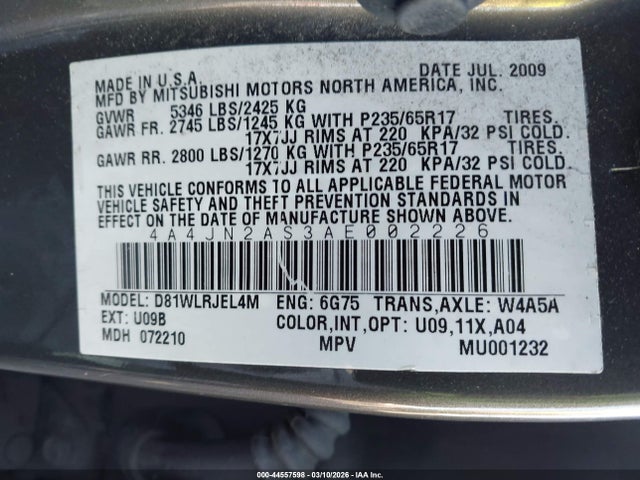 MADE IN U.S.A. DATE JUL. 2009
MFD BY MITSUBISHI MOTORS NORTH AMERICA, INC.
GVWR 5346 LBS/2425 KG
GAWR FR. 2745 LBS/1245 KG WITH P235/65R17 TIRES.
17X7JJ RIMS AT 220 KPA/32 PSI COLD.
GAWR RR. 2800 LBS/1270 KG WITH P235/65R17 TIRES.
17X7JJ RIMS AT 220 KPA/32 PSI COLD.
THIS VEHICLE CONFORMS TO ALL APPLICABLE FEDERAL MOTOR
VEHICLE SAFETY AND THEFT PREVENTION STANDARDS IN
EFFECT ON THE DATE OF MANUFACTURE SHOWN ABOVE.
4A4JN2AS3AE002226
MODEL: D81WLRJEL4M ENG: 6G75 TRANS,AXLE: W4A5A
EXT: U09B COLOR,INT,OPT: U09,11X,A04
MDH 072210 MPV MU001232
000-44557598 - 03/10/2026 - IAA Inc.